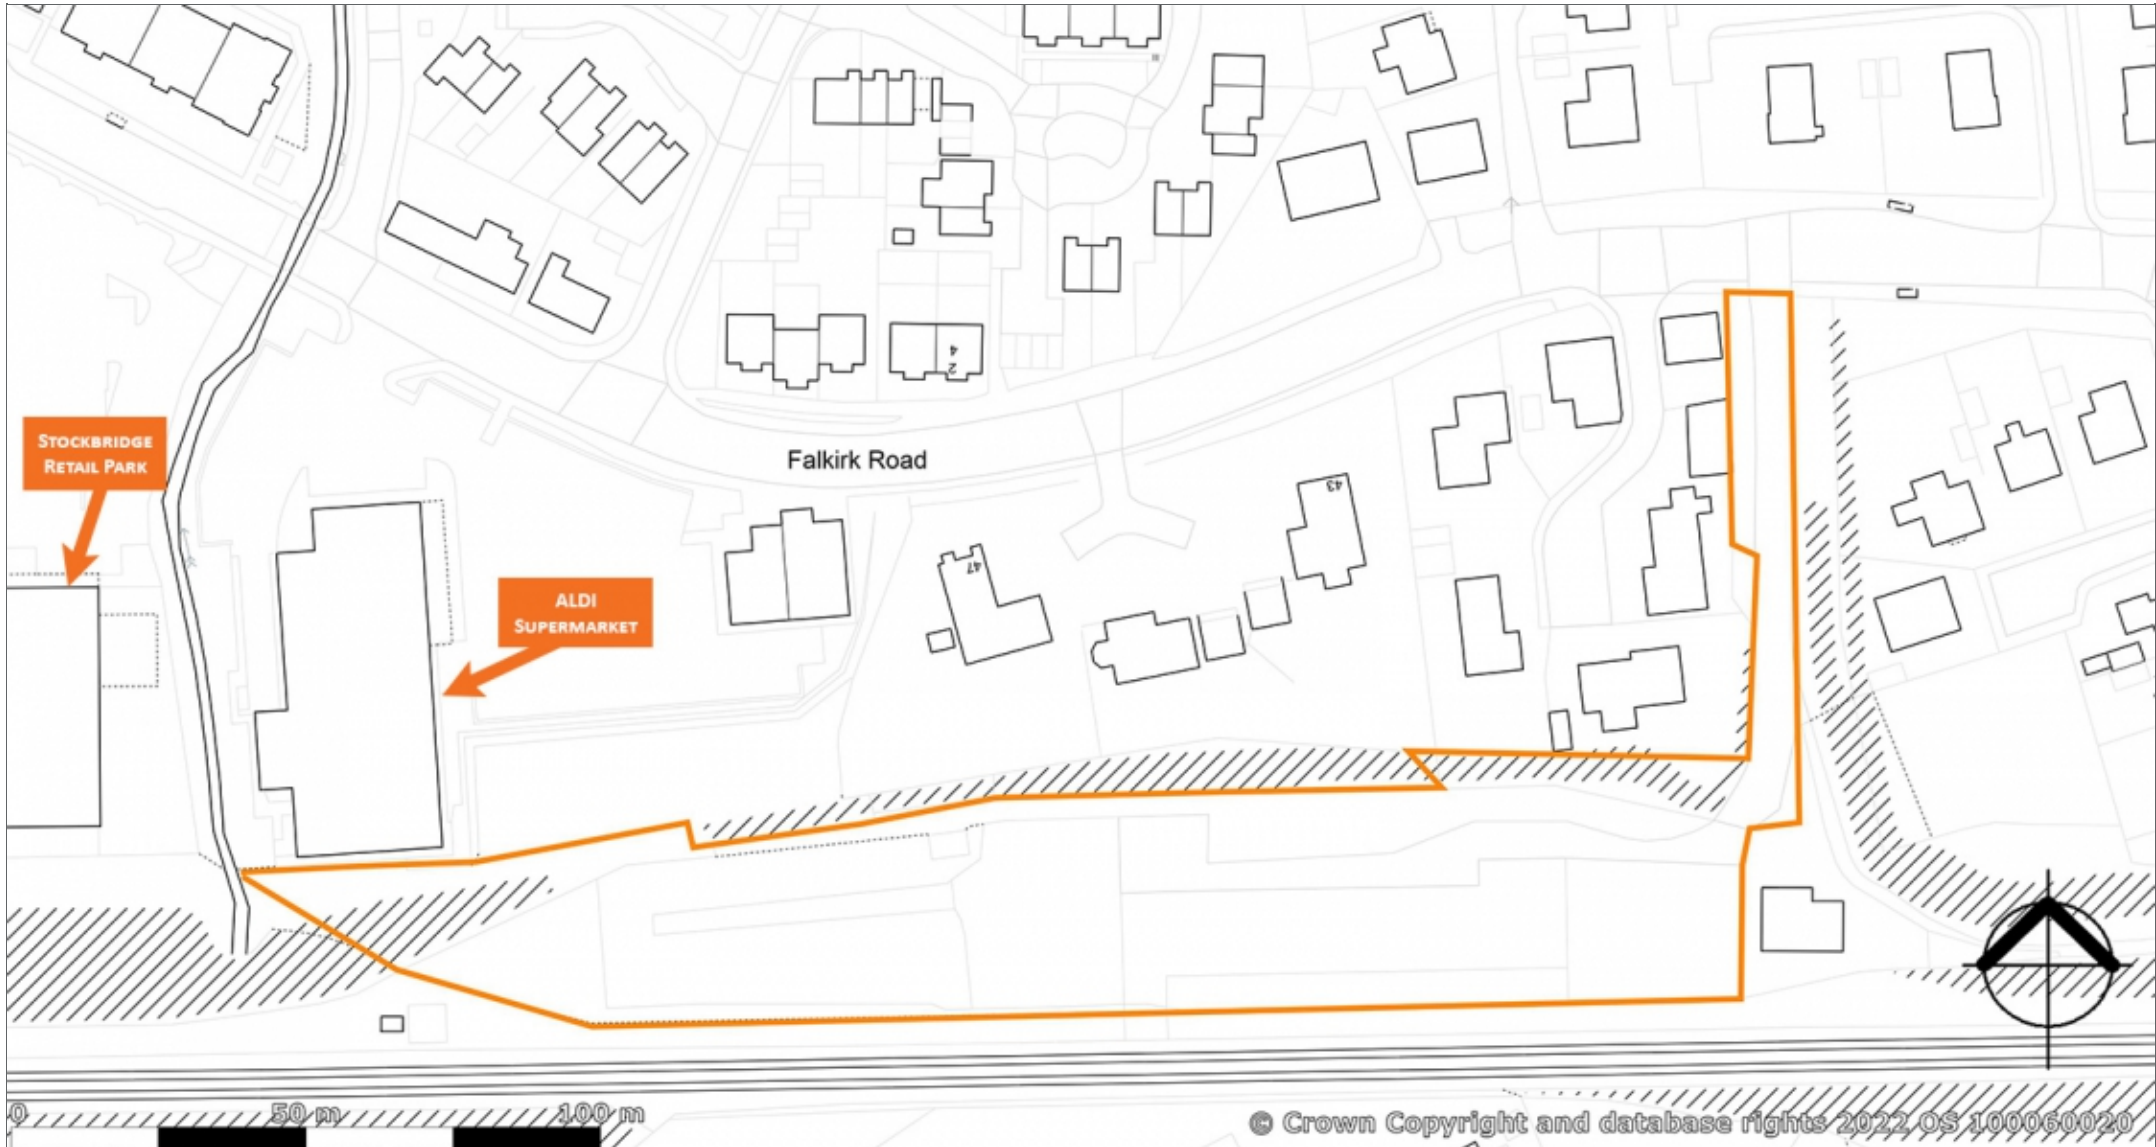 4
2
STOCKBRIDGE
RETAIL PARK
Falkirk Road
43
47
ALDI
SUPERMARKET
0
50 m
100 m
© Crown Copyright and database rights 2022 OS 100060020